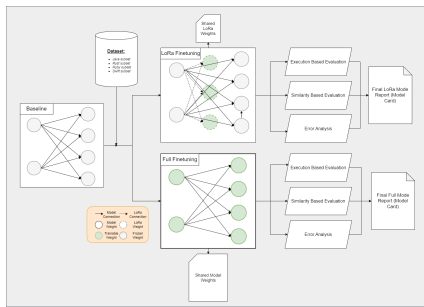 Dataset:
Java subset
Rust subset
Ruby subset
Swift subset
Shared
LoRa
Weights
LoRa Finetuning
Baseline
Execution Based Evaluation
Similarity Based Evaluation
Error Analysis
Final LoRa Mode
Report (Model
Card)
Full Finetuning
Execution Based Evaluation
Similarity Based Evaluation
Error Analysis
Final Full Mode
Report (Model
Card)
Model
Connection
LoRa
Connection
Model
Weight
LoRa
Weight
Trainable
Weight
Frozen
Weight
Shared Model
Weights